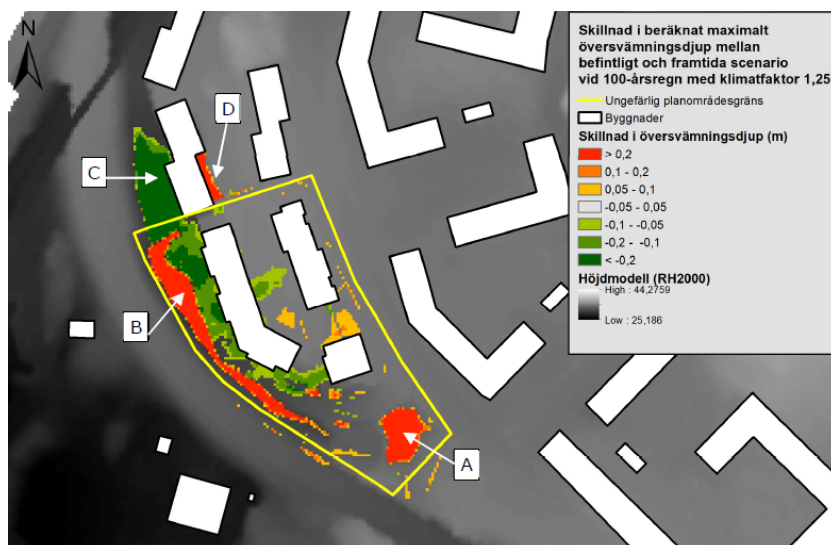 N
Skillnad i beräknat maximalt
översvämningsdjup mellan
befintligt och framtida scenario
vid 100-årsregn med klimatfaktor 1,25
Ungefärlig planområdesgräns
Byggnader
Skillnad i översvämningsdjup (m)
> 0,2
0,1 - 0,2
0,05 - 0,1
-0,05 - 0,05
-0,1 - -0,05
-0,2 - -0,1
< -0,2
Höjdmodell (RH2000)
High : 44,2759
Low : 25,186
D
C
B
A